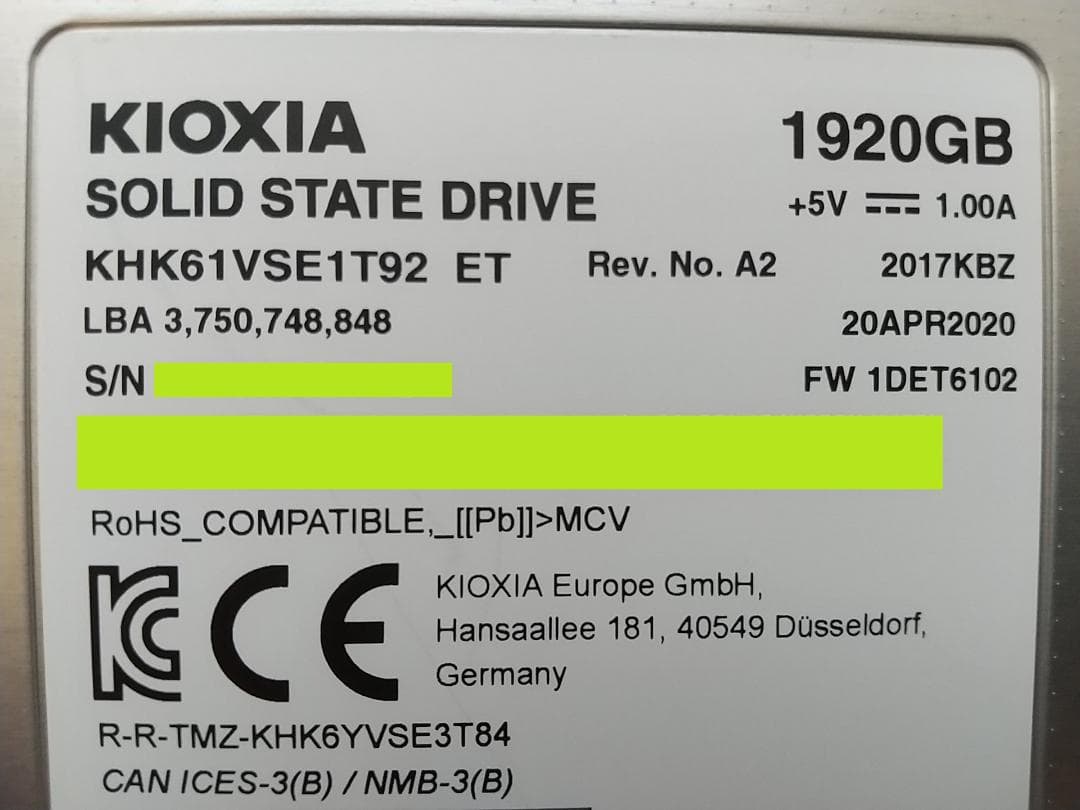 KIOXIA
1920GB
SOLID STATE DRIVE
+5V 1.00A
KHK61VSE1T92 ET Rev. No. A2 2017KBZ
LBA 3,750,748,848 20APR2020
S/N FW 1DET6102
RoHS_COMPATIBLE,_[[Pb]]>MCV
CE
KIOXIA Europe GmbH,
Hansaallee 181, 40549 Düsseldorf,
Germany
R-R-TMZ-KHK6YVSE3T84
CAN ICES-3(B) / NMB-3(B)